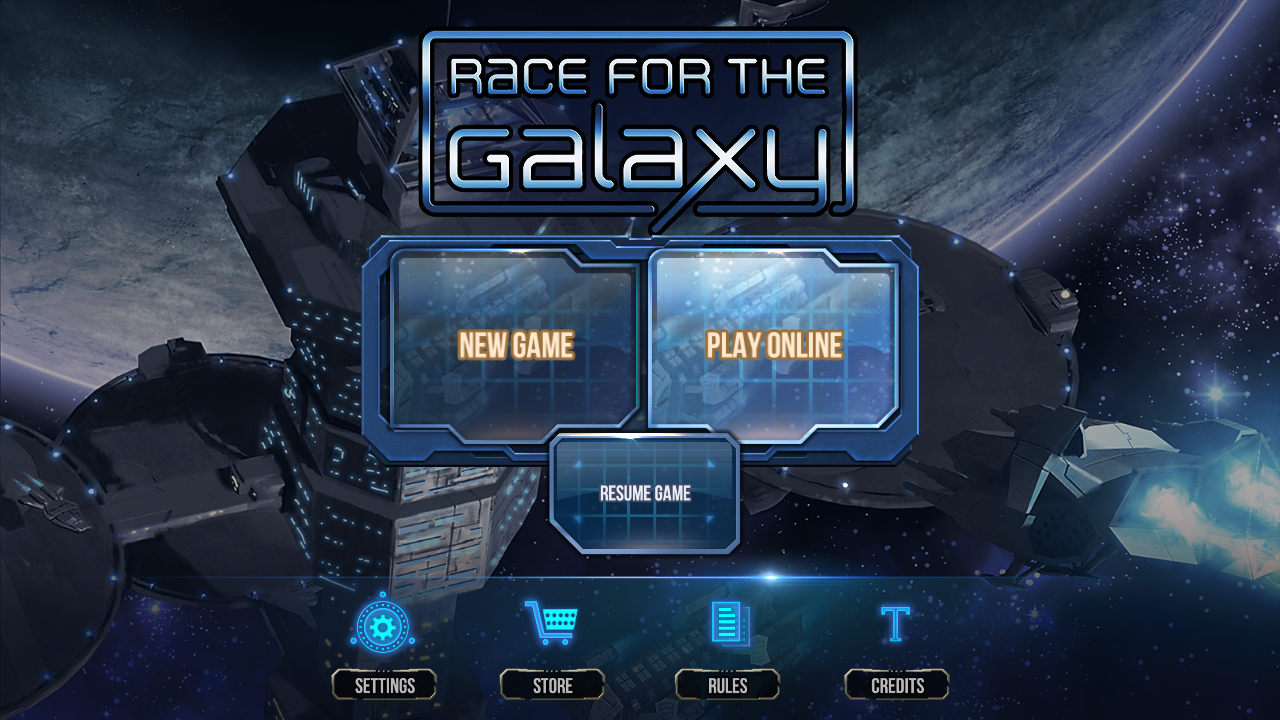 RaCE FOR THE
Galaxy
NEW GAME
PLAY ONLINE
RESUME GAME
SETTINGS
STORE
RULES
CREDITS